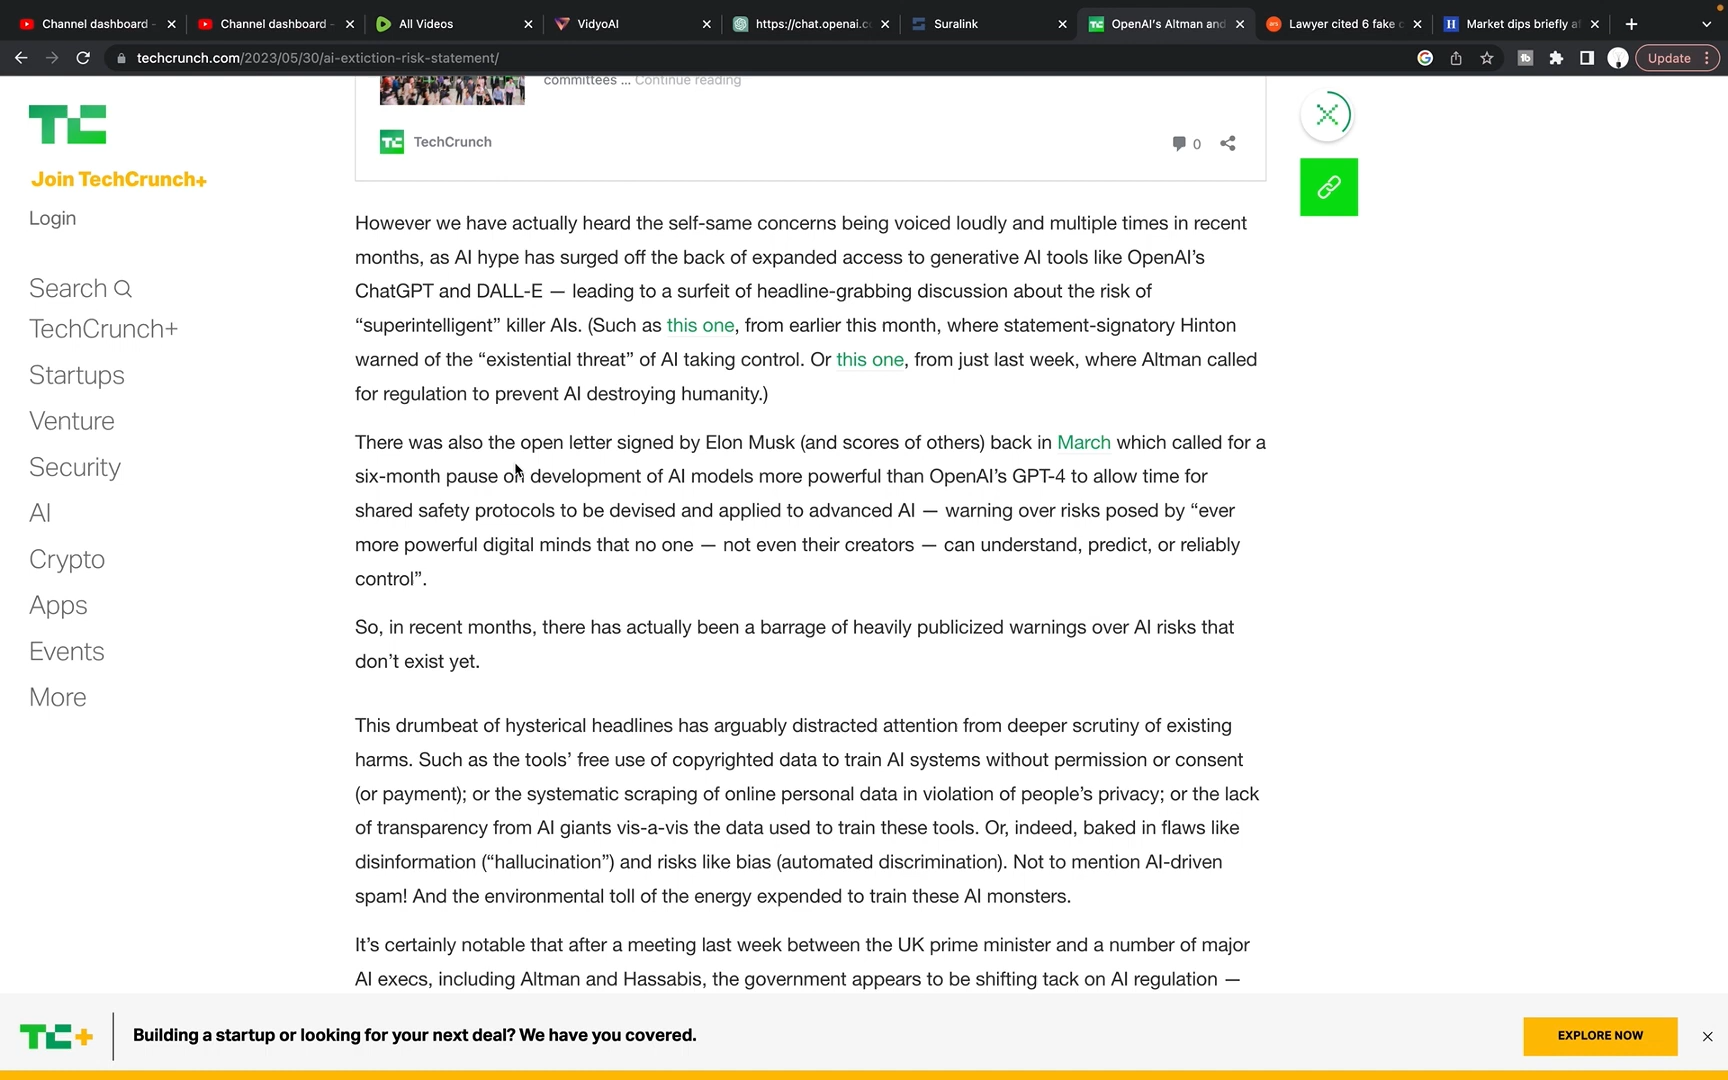 Channel dashboard -
Channel dashboard -
All Videos
VidyoAI
https://chat.openai.c
Suralink
OpenAI's Altman and
Lawyer cited 6 fake
Market dips briefly a
techcrunch.com/2023/05/30/ai-extiction-risk-statement/
Update
committees ... Continue reading
TechCrunch
0
TC
Join TechCrunch+
Login
Search
TechCrunch+
Startups
Venture
Security
AI
Crypto
Apps
Events
More
However we have actually heard the self-same concerns being voiced loudly and multiple times in recent
months, as AI hype has surged off the back of expanded access to generative AI tools like OpenAI's
ChatGPT and DALL-E — leading to a surfeit of headline-grabbing discussion about the risk of
“superintelligent” killer AIs. (Such as this one, from earlier this month, where statement-signatory Hinton
warned of the “existential threat” of AI taking control. Or this one, from just last week, where Altman called
for regulation to prevent AI destroying humanity.)
There was also the open letter signed by Elon Musk (and scores of others) back in March which called for a
six-month pause on development of AI models more powerful than OpenAI's GPT-4 to allow time for
shared safety protocols to be devised and applied to advanced AI — warning over risks posed by “ever
more powerful digital minds that no one — not even their creators — can understand, predict, or reliably
control”.
So, in recent months, there has actually been a barrage of heavily publicized warnings over AI risks that
don't exist yet.
This drumbeat of hysterical headlines has arguably distracted attention from deeper scrutiny of existing
harms. Such as the tools' free use of copyrighted data to train AI systems without permission or consent
(or payment); or the systematic scraping of online personal data in violation of people's privacy; or the lack
of transparency from AI giants vis-a-vis the data used to train these tools. Or, indeed, baked in flaws like
disinformation (“hallucination”) and risks like bias (automated discrimination). Not to mention AI-driven
spam! And the environmental toll of the energy expended to train these AI monsters.
It's certainly notable that after a meeting last week between the UK prime minister and a number of major
AI execs, including Altman and Hassabis, the government appears to be shifting tack on AI regulation —
TC+
Building a startup or looking for your next deal? We have you covered.
EXPLORE NOW